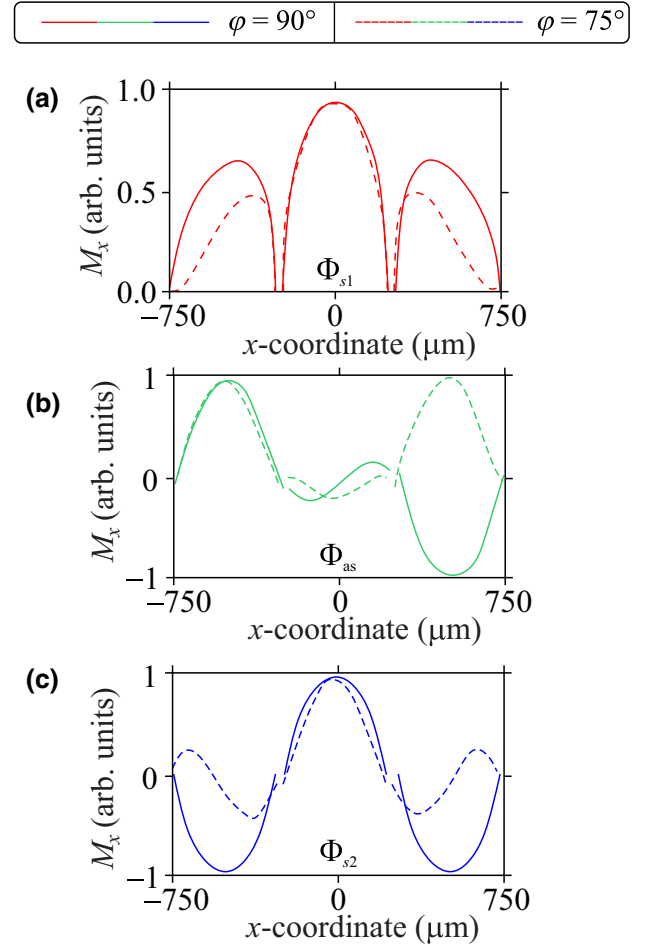 φ = 90° φ = 75°
(a)
1.0
0.5
0.0
M_x (arb. units)
Φ_s1
−750 0 750
x-coordinate (μm)
(b)
1
0
−1
M_x (arb. units)
Φ_as
−750 0 750
x-coordinate (μm)
(c)
1
0
−1
M_x (arb. units)
Φ_s2
−750 0 750
x-coordinate (μm)